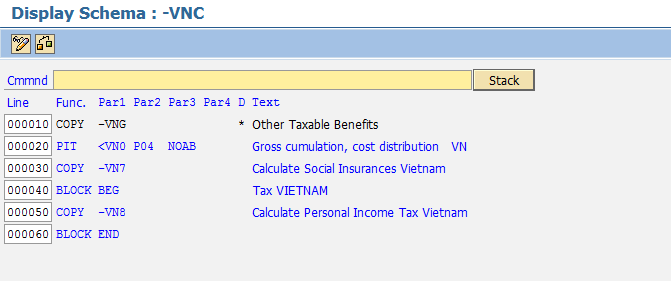 Display Schema : -VNC
Cmmnd Stack
Line Func. Par1 Par2 Par3 Par4 D Text
000010 COPY -VNG * Other Taxable Benefits
000020 PIT <VN0 P04 NOAB Gross cumulation, cost distribution VN
000030 COPY -VN7 Calculate Social Insurances Vietnam
000040 BLOCK BEG Tax VIETNAM
000050 COPY -VN8 Calculate Personal Income Tax Vietnam
000060 BLOCK END